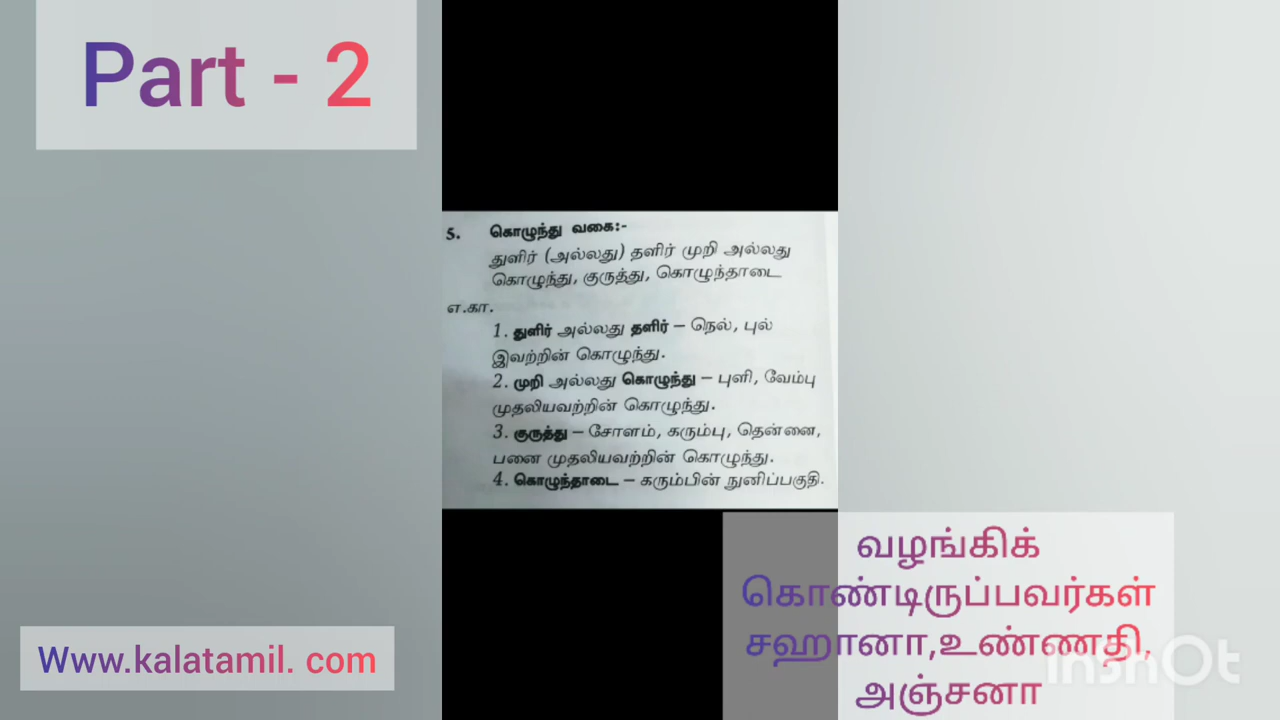 Part - 2
5. கொழுந்து வகை:-
துளிர் (அல்லது) தளிர் முறி அல்லது
கொழுந்து, குருத்து, கொழுந்தாடை
எ.கா.
1. துளிர் அல்லது தளிர் – நெல், புல்
இவற்றின் கொழுந்து.
2. முறி அல்லது கொழுந்து – புளி, வேம்பு
முதலியவற்றின் கொழுந்து.
3. குருத்து – சோளம், கரும்பு, தென்னை,
பனை முதலியவற்றின் கொழுந்து.
4. கொழுந்தாடை – கரும்பின் நுனிப்பகுதி.
வழங்கிக்
கொண்டிருப்பவர்கள்
சஹானா,உண்ணதி,
அஞ்சனா
Www.kalatamil. com
InShOt